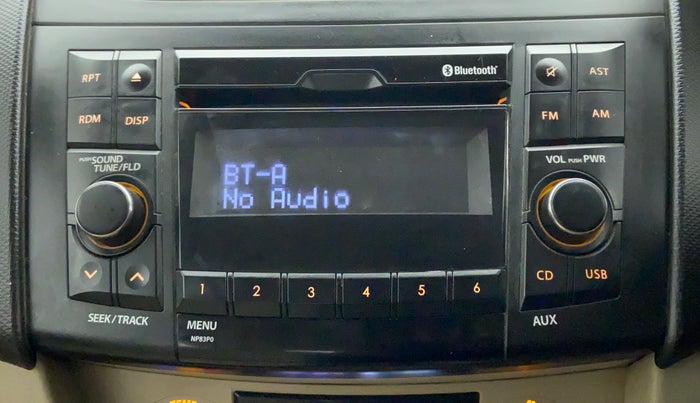 RPT
RDM
DISP
Bluetooth
AST
FM
AM
PUSH SOUND
TUNE/FLD
VOL PUSH PWR
BT-A
No Audio
1 2 3 4 5 6
CD
USB
SEEK/TRACK
MENU
NP83P0
AUX